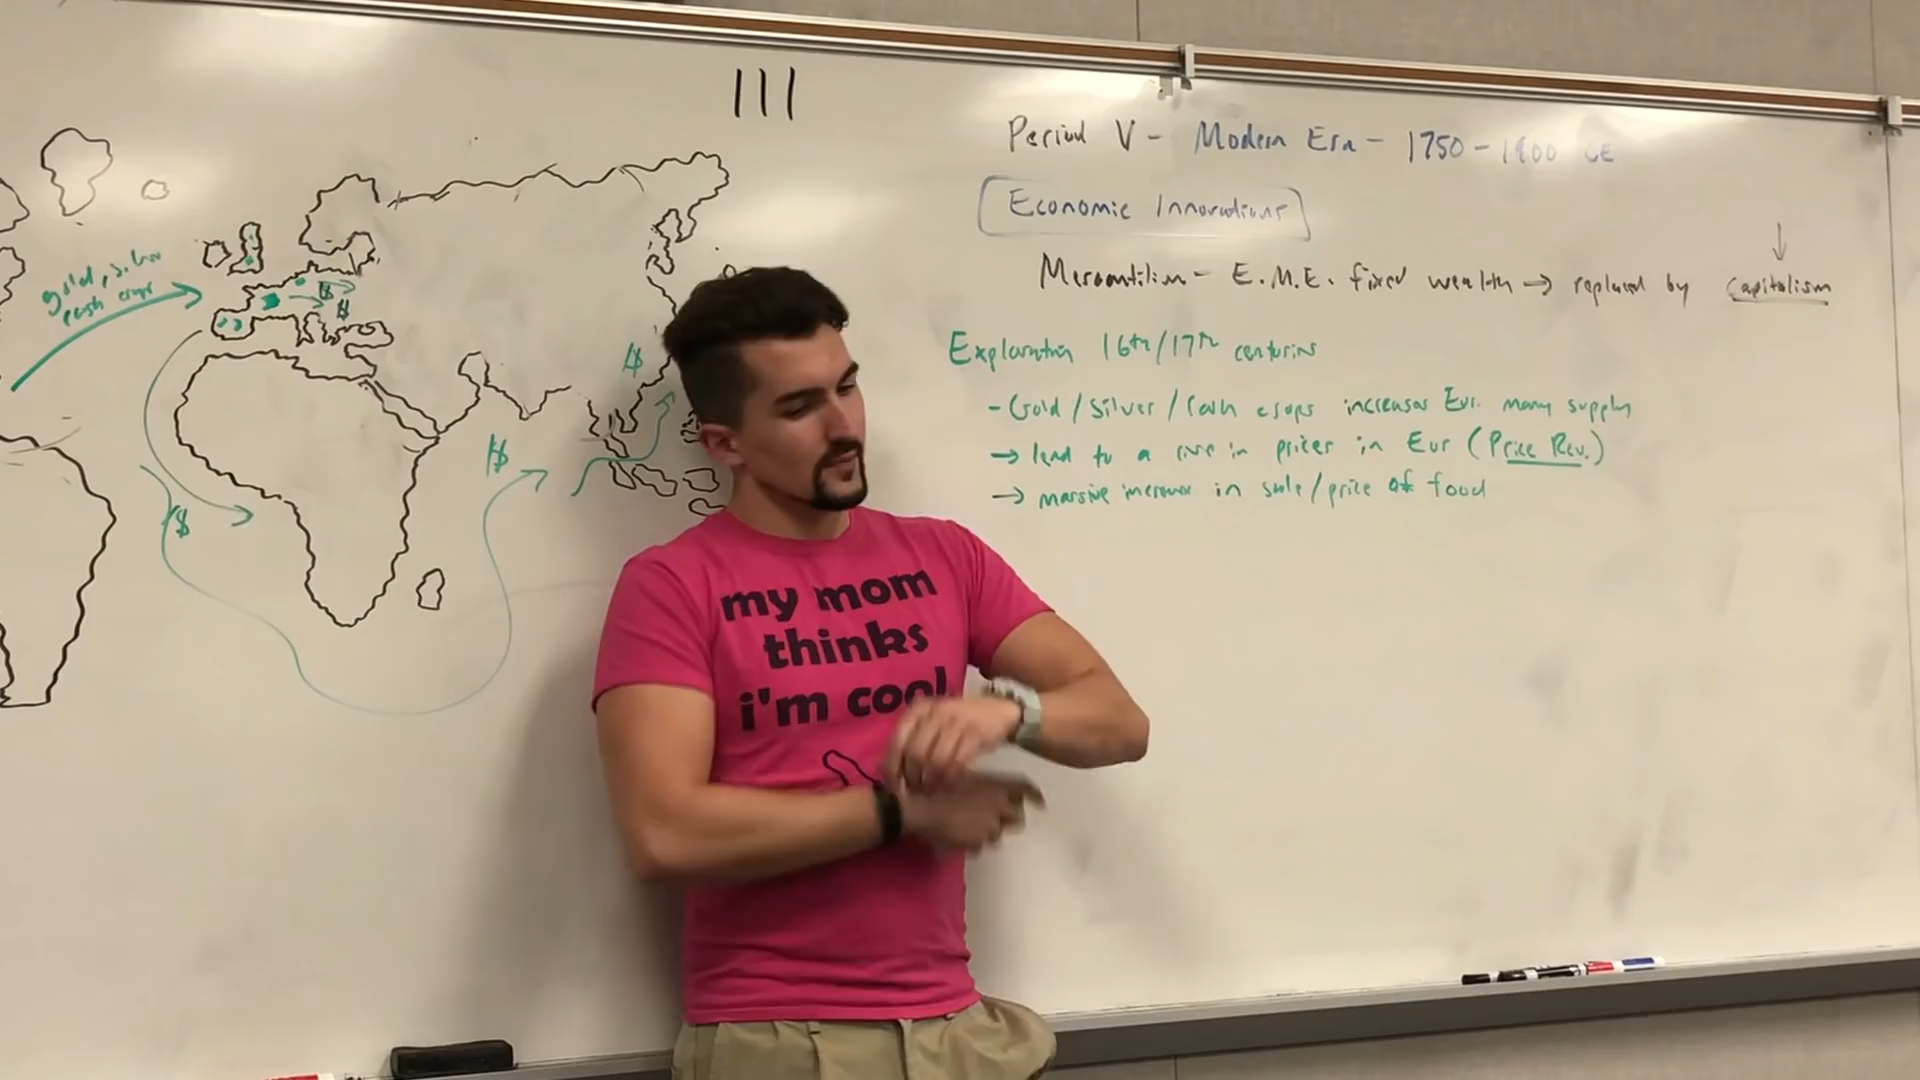 III
Period V - Modern Era - 1750 - 1900 CE
Economic Innovations
Mercantilism - E.M.E. fixed wealth → replaced by capitalism
Exploration 16th/17th centuries
- Gold / Silver / Cash crops increases Eur. money supply
→ lead to a rise in prices in Eur (Price Rev.)
→ massive increase in sale/price of food
gold, silver
cash crops
$
$
$
$
$
my mom
thinks
i'm cool